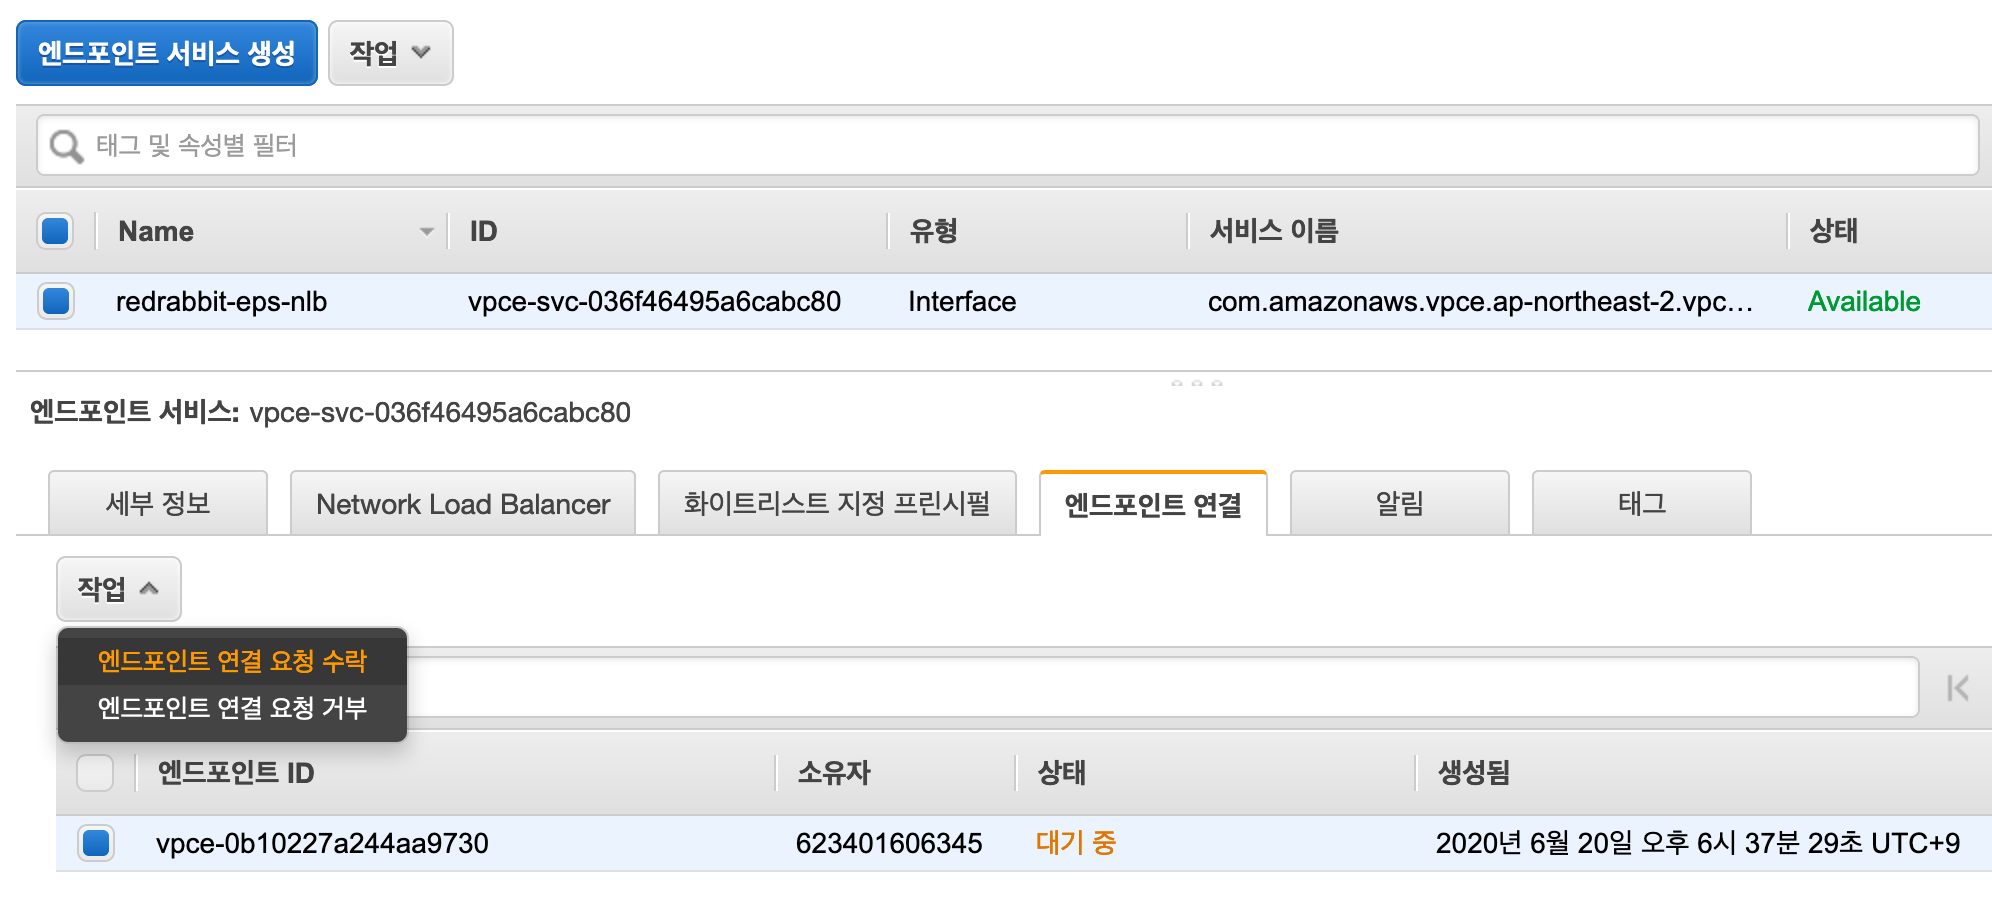 엔드포인트 서비스 생성 작업
태그 및 속성별 필터
Name ID 유형 서비스 이름 상태
redrabbit-eps-nlb vpce-svc-036f46495a6cabc80 Interface com.amazonaws.vpce.ap-northeast-2.vpc… Available
엔드포인트 서비스: vpce-svc-036f46495a6cabc80
세부 정보 Network Load Balancer 화이트리스트 지정 프린시펄 엔드포인트 연결 알림 태그
작업
엔드포인트 연결 요청 수락
엔드포인트 연결 요청 거부
엔드포인트 ID 소유자 상태 생성됨
vpce-0b10227a244aa9730 623401606345 대기 중 2020년 6월 20일 오후 6시 37분 29초 UTC+9